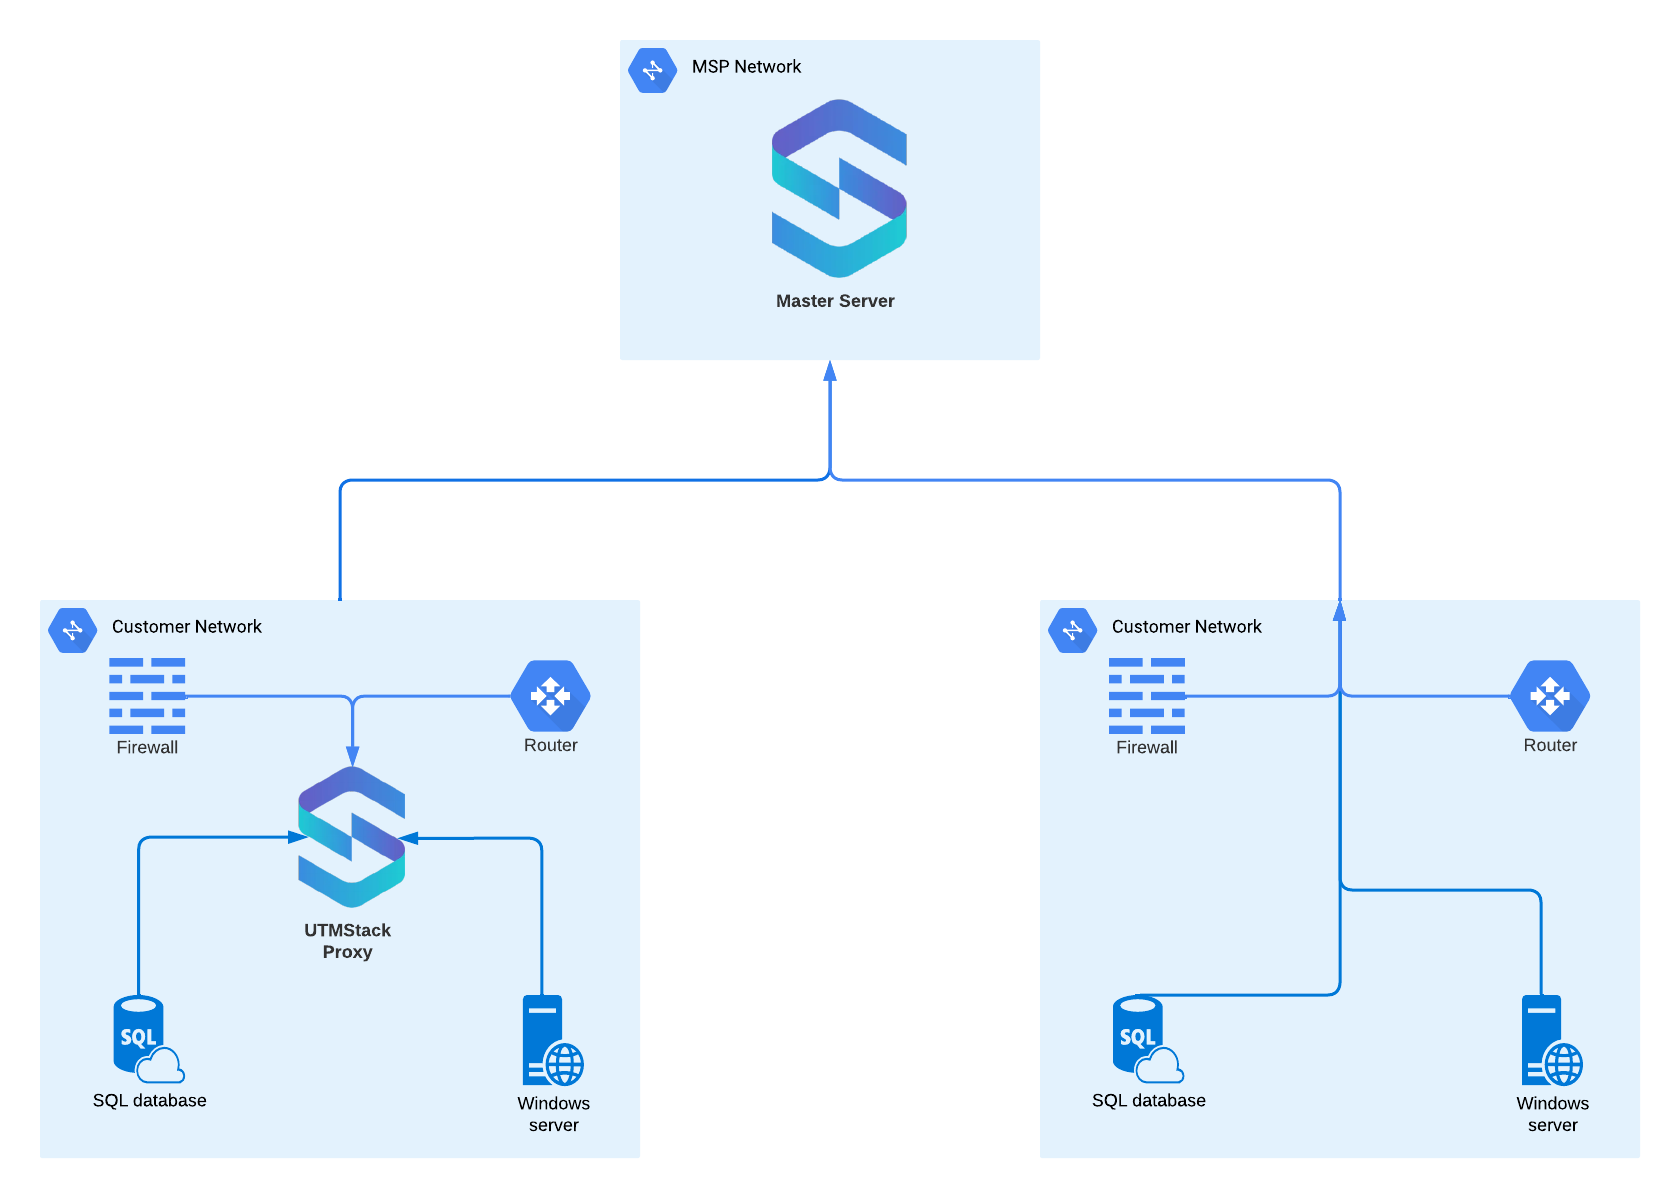 MSP Network
Master Server
Customer Network
Firewall
Router
UTMStack
Proxy
SQL
SQL database
Windows
server
Customer Network
Firewall
Router
SQL
SQL database
Windows
server